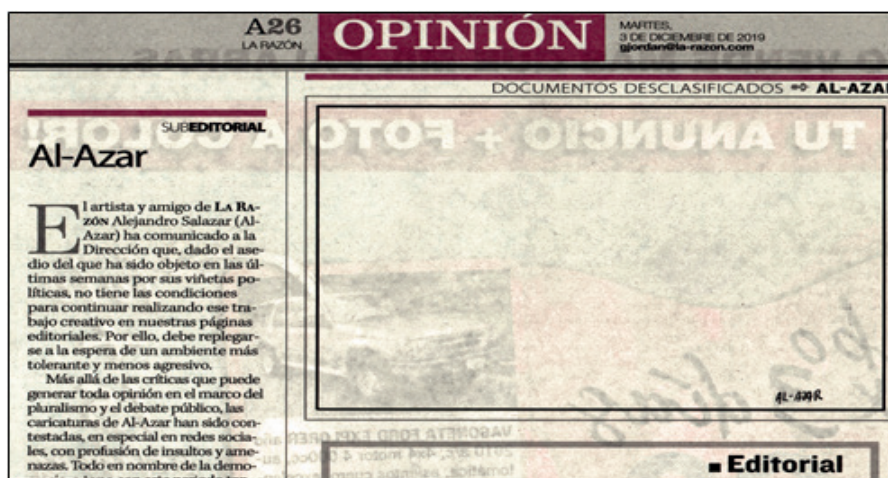 A26
LA RAZÓN
OPINIÓN
MARTES,
3 DE DICIEMBRE DE 2019
gjordan@la-razon.com
DOCUMENTOS DESCLASIFICADOS
AL-AZAR
SUBEDITORIAL
Al-Azar
El artista y amigo de LA RA-
ZÓN Alejandro Salazar (Al-
Azar) ha comunicado a la
Dirección que, dado el ase-
dio del que ha sido objeto en las úl-
timas semanas por sus viñetas po-
líticas, no tiene las condiciones
para continuar realizando ese tra-
bajo creativo en nuestras páginas
editoriales. Por ello, debe replegar-
se a la espera de un ambiente más
tolerante y menos agresivo.
Más allá de las críticas que puede
generar toda opinión en el marco del
pluralismo y el debate público, las
caricaturas de Al-Azar han sido con-
testadas, en especial en redes socia-
les, con profusión de insultos y ame-
nazas. Todo en nombre de la demo-
TU ANUNCIO + FOTO A COLOR!
VAGONETA FORD EXPLORER año
AL-AZAR
Editorial